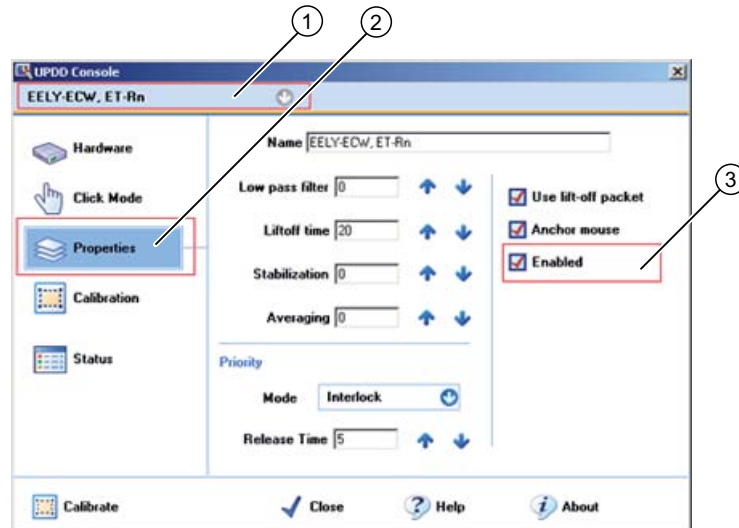 1
2
UPDD Console
EELY-ECW, ET-Rn
3
Hardware
Click Mode
Properties
Calibration
Status
Name EELY-ECW, ET-Rn
Low pass filter 0
Liftoff time 20
Stabilization 0
Averaging 0
Priority
Mode Interlock
Release Time 5
Use lift-off packet
Anchor mouse
Enabled
Calibrate
Close
Help
About